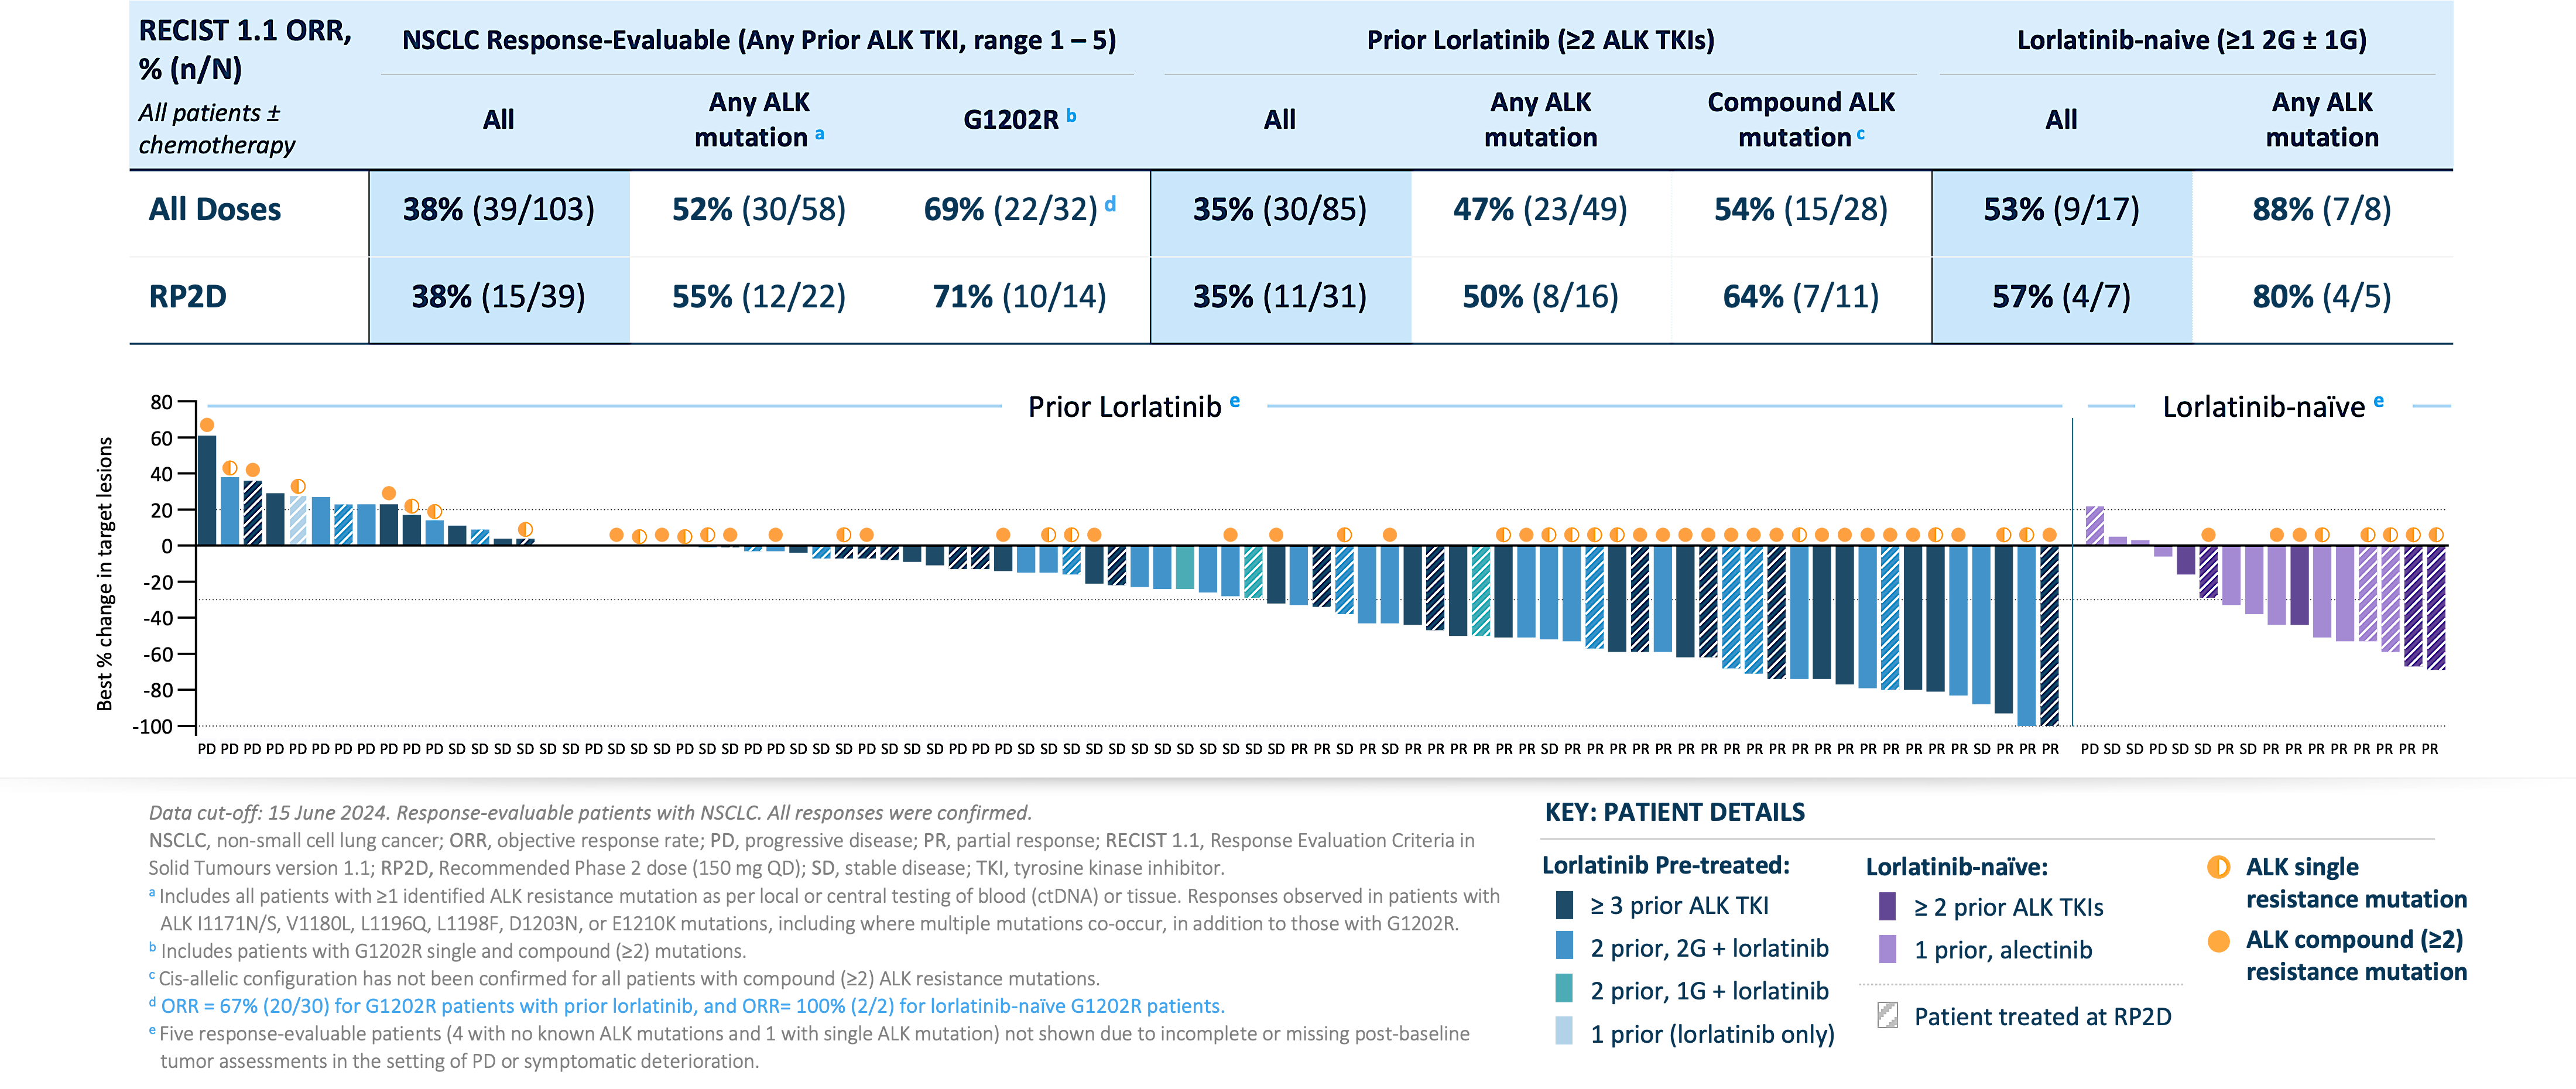 RECIST 1.1 ORR,
% (n/N)
All patients ±
chemotherapy
NSCLC Response-Evaluable (Any Prior ALK TKI, range 1 – 5)
Prior Lorlatinib (≥2 ALK TKIs)
Lorlatinib-naive (≥1 2G ± 1G)
All
Any ALK
mutation a
G1202R b
All
Any ALK
mutation
Compound ALK
mutation c
All
Any ALK
mutation
All Doses 38% (39/103) 52% (30/58) 69% (22/32) d 35% (30/85) 47% (23/49) 54% (15/28) 53% (9/17) 88% (7/8)
RP2D 38% (15/39) 55% (12/22) 71% (10/14) 35% (11/31) 50% (8/16) 64% (7/11) 57% (4/7) 80% (4/5)
Prior Lorlatinib e
Lorlatinib-naïve e
Best % change in target lesions
80
60
40
20
0
-20
-40
-60
-80
-100
PD PD PD PD PD PD PD PD PD PD PD SD SD SD SD SD SD PD SD SD SD PD SD SD PD PD SD SD SD PD SD SD SD PD PD PD SD SD SD SD SD SD SD SD SD SD SD SD PR PR SD PR SD PR PR PR PR PR PR SD PR PR PR PR PR PR PR PR PR PR PR PR PR PR PR PR PR PR SD PR PR PR
PD SD SD PD SD SD PR SD PR PR PR PR PR PR PR PR
Data cut-off: 15 June 2024. Response-evaluable patients with NSCLC. All responses were confirmed.
NSCLC, non-small cell lung cancer; ORR, objective response rate; PD, progressive disease; PR, partial response; RECIST 1.1, Response Evaluation Criteria in
Solid Tumours version 1.1; RP2D, Recommended Phase 2 dose (150 mg QD); SD, stable disease; TKI, tyrosine kinase inhibitor.
a Includes all patients with ≥1 identified ALK resistance mutation as per local or central testing of blood (ctDNA) or tissue. Responses observed in patients with
ALK I1171N/S, V1180L, L1196Q, L1198F, D1203N, or E1210K mutations, including where multiple mutations co-occur, in addition to those with G1202R.
b Includes patients with G1202R single and compound (≥2) mutations.
c Cis-allelic configuration has not been confirmed for all patients with compound (≥2) ALK resistance mutations.
d ORR = 67% (20/30) for G1202R patients with prior lorlatinib, and ORR= 100% (2/2) for lorlatinib-naïve G1202R patients.
e Five response-evaluable patients (4 with no known ALK mutations and 1 with single ALK mutation) not shown due to incomplete or missing post-baseline
tumor assessments in the setting of PD or symptomatic deterioration.
KEY: PATIENT DETAILS
Lorlatinib Pre-treated:
≥ 3 prior ALK TKI
2 prior, 2G + lorlatinib
2 prior, 1G + lorlatinib
1 prior (lorlatinib only)
Lorlatinib-naïve:
≥ 2 prior ALK TKIs
1 prior, alectinib
Patient treated at RP2D
ALK single
resistance mutation
ALK compound (≥2)
resistance mutation